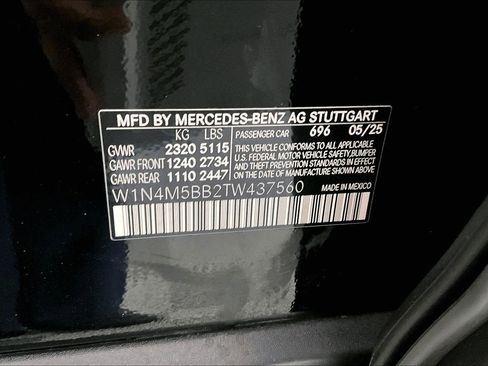 MFD BY MERCEDES-BENZ AG STUTTGART
KG LBS PASSENGER CAR 696 05/25
GVWR 2320 5115
GAWR FRONT 1240 2734
GAWR REAR 1110 2447
THIS VEHICLE CONFORMS TO ALL APPLICABLE
U.S. FEDERAL MOTOR VEHICLE SAFETY, BUMPER
AND THEFT PREVENTION STANDARDS IN EFFECT ON THE
DATE OF MANUFACTURE SHOWN ABOVE.
W1N4M5BB2TW437560 MADE IN MEXICO